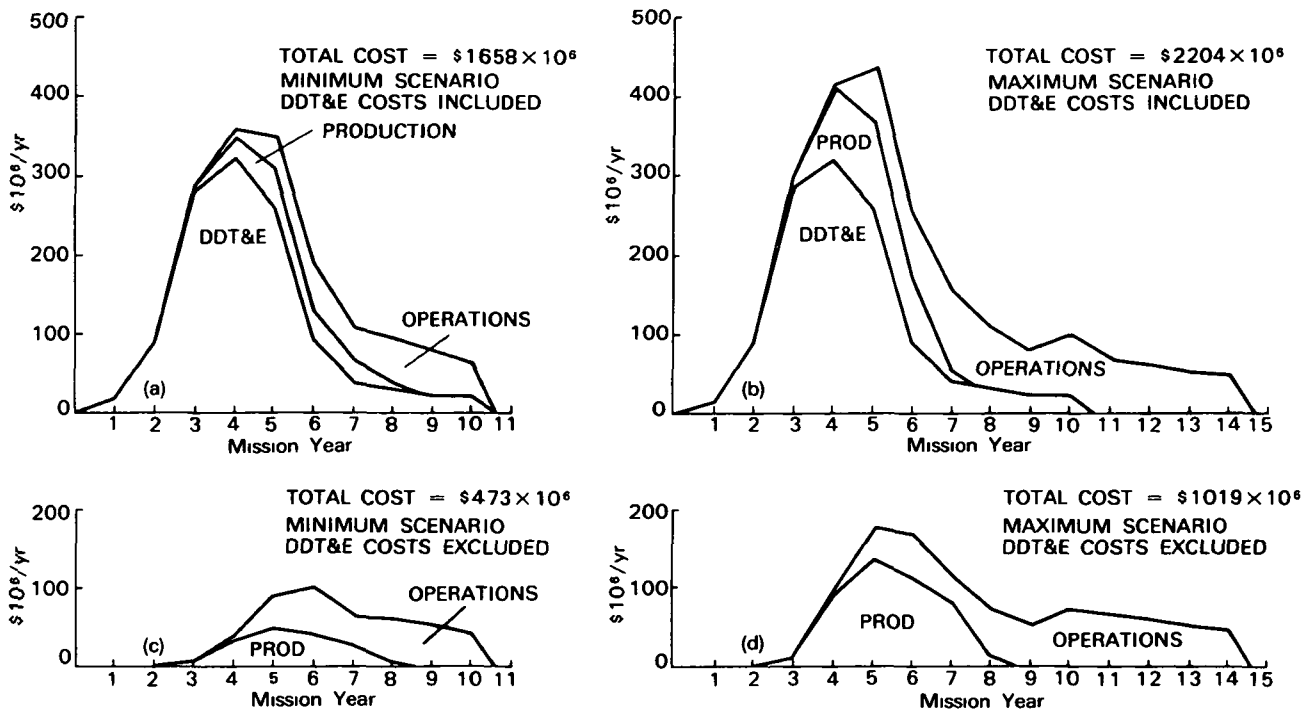 500
400
300
200
100
0
$10⁶/yr
TOTAL COST = $1658×10⁶
MINIMUM SCENARIO
DDT&E COSTS INCLUDED
PRODUCTION
DDT&E
OPERATIONS
(a)
1 2 3 4 5 6 7 8 9 10 11
Mission Year
500
400
300
200
100
0
$10⁶/yr
TOTAL COST = $2204×10⁶
MAXIMUM SCENARIO
DDT&E COSTS INCLUDED
PROD
DDT&E
OPERATIONS
(b)
1 2 3 4 5 6 7 8 9 10 11 12 13 14 15
Mission Year
200
100
0
$10⁶/yr
TOTAL COST = $473×10⁶
MINIMUM SCENARIO
DDT&E COSTS EXCLUDED
OPERATIONS
(c)
PROD
1 2 3 4 5 6 7 8 9 10 11
Mission Year
200
100
0
$10⁶/yr
TOTAL COST = $1019×10⁶
MAXIMUM SCENARIO
DDT&E COSTS EXCLUDED
(d)
PROD
OPERATIONS
1 2 3 4 5 6 7 8 9 10 11 12 13 14 15
Mission Year